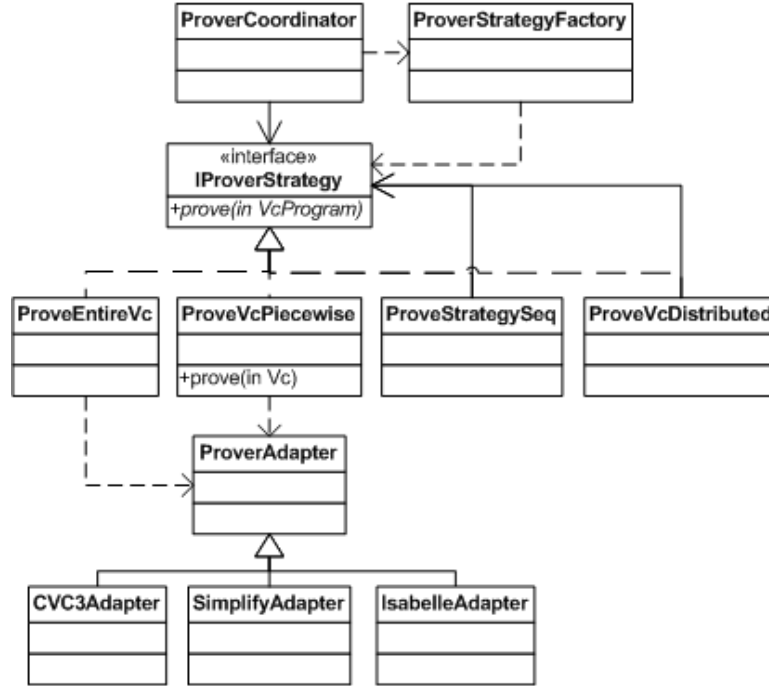 ProverCoordinator
ProverStrategyFactory
«interface»
IProverStrategy
+prove(in VcProgram)
ProveEntireVc
ProveVcPiecewise
ProveStrategySeq
ProveVcDistributed
+prove(in Vc)
ProverAdapter
CVC3Adapter
SimplifyAdapter
IsabelleAdapter